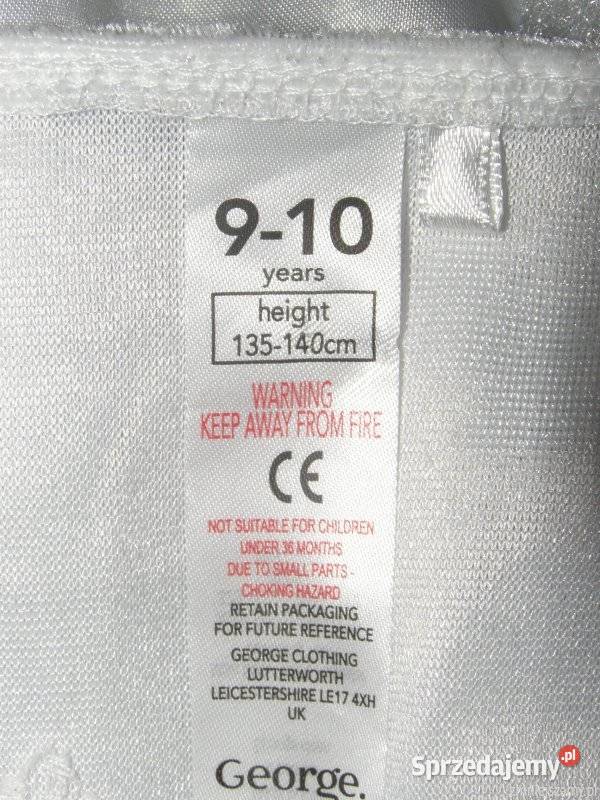 9-10
years
height
135-140cm
WARNING
KEEP AWAY FROM FIRE
CE
NOT SUITABLE FOR CHILDREN
UNDER 36 MONTHS
DUE TO SMALL PARTS -
CHOKING HAZARD
RETAIN PACKAGING
FOR FUTURE REFERENCE
GEORGE CLOTHING
LUTTERWORTH
LEICESTERSHIRE LE17 4XH
UK
George.
Sprzedajemy.pl